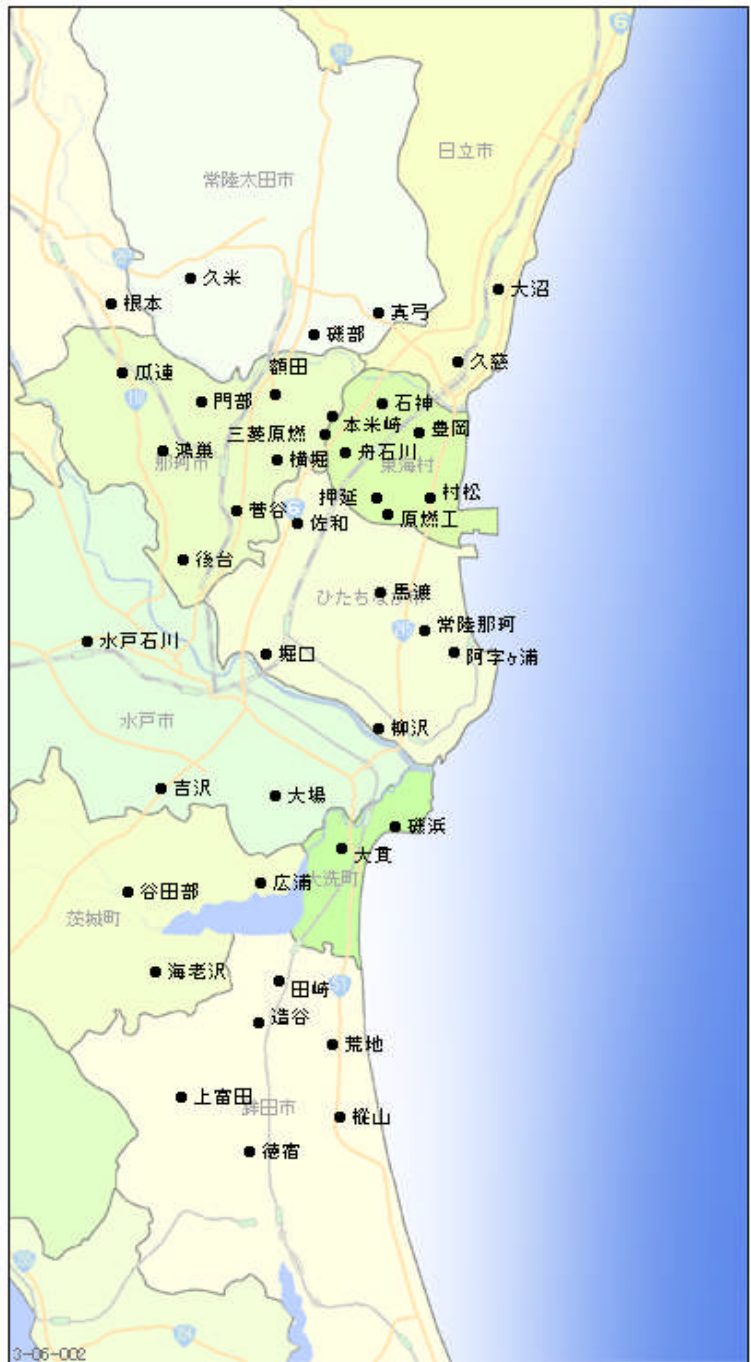 6
日立市
常陸太田市
久米
大沼
根本
真弓
磯部
久慈
瓜連
額田
門部
石神
118
本米崎
豊岡
三菱原燃
鴻巣
舟石川
那珂市
横堀
東海村
押延
村松
菅谷
6
原燃工
佐和
後台
馬渡
ひたちなか市
常陸那珂
245
水戸石川
堀口
阿字ヶ浦
水戸市
柳沢
吉沢
大場
磯浜
大貫
広浦
大洗町
谷田部
茨城町
海老沢
田崎
51
造谷
荒地
上富田
鉾田市
樅山
徳宿
3-06-002